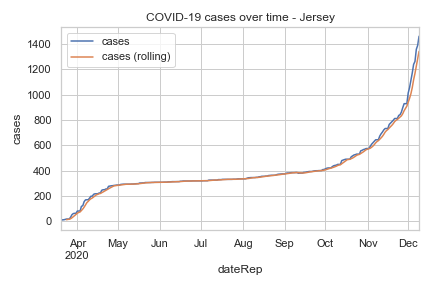 COVID-19 cases over time - Jersey
cases
cases (rolling)
1400
1200
1000
800
600
400
200
0
cases
Apr May Jun Jul Aug Sep Oct Nov Dec
2020
dateRep